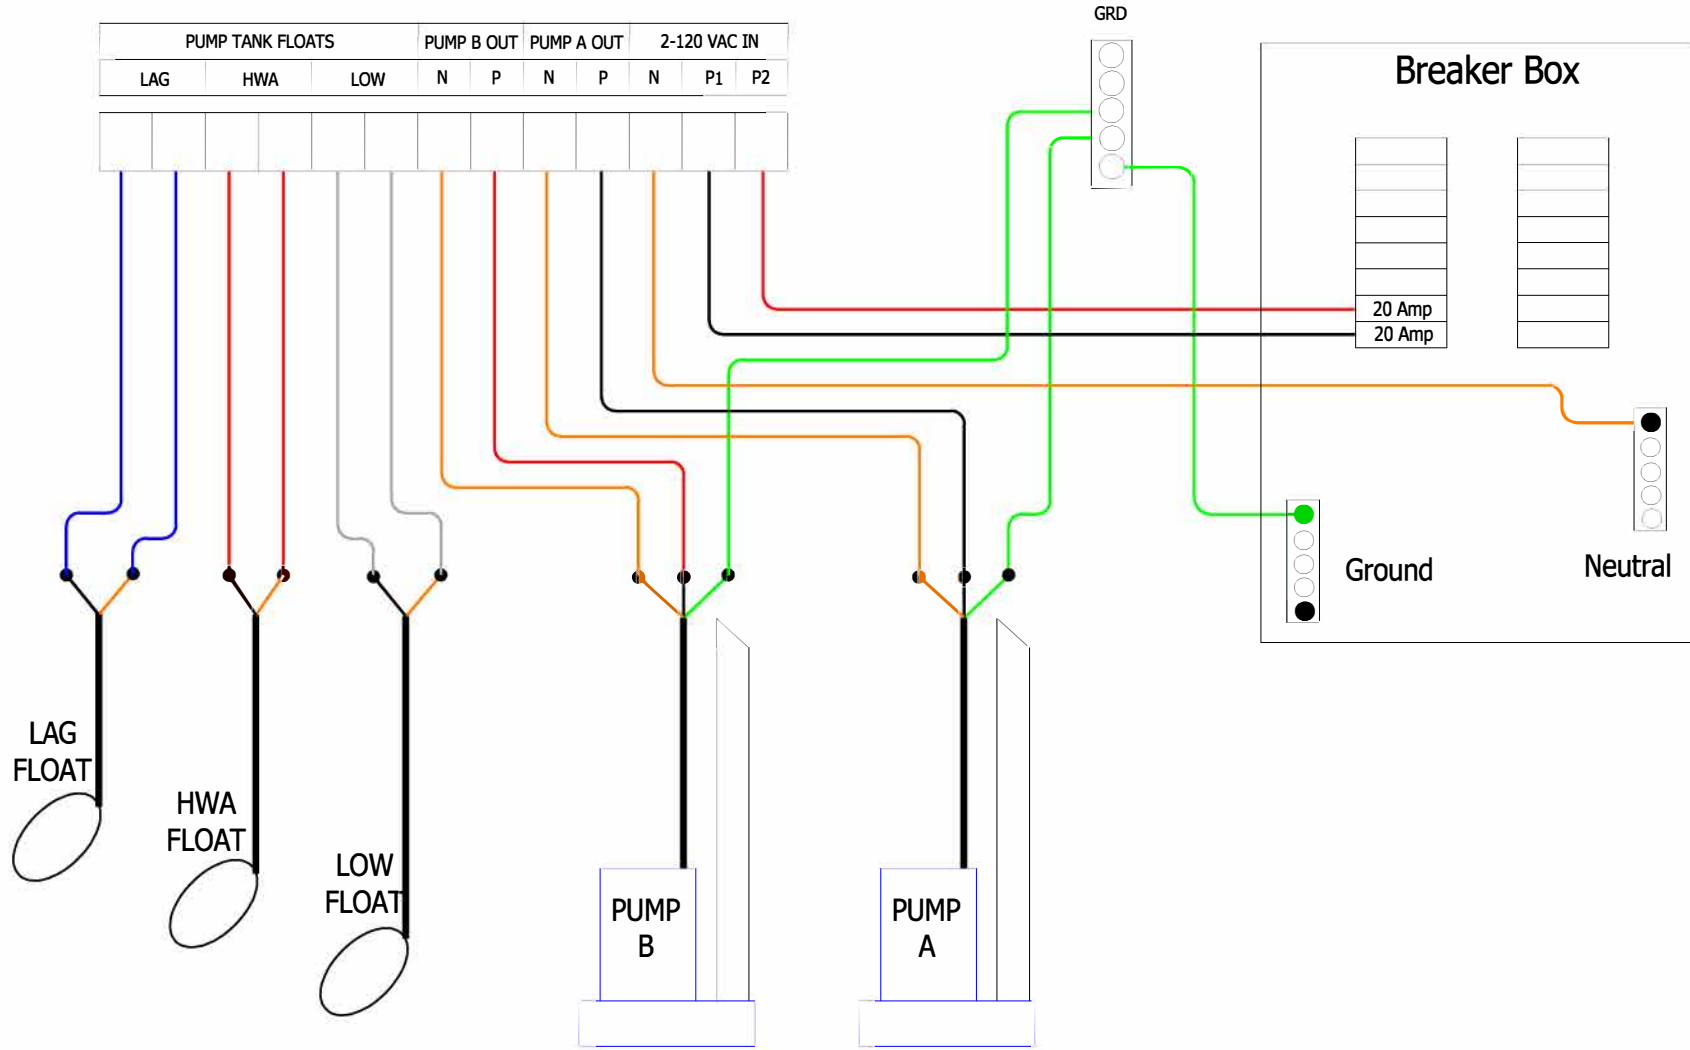 GRD
PUMP TANK FLOATS PUMP B OUT PUMP A OUT 2-120 VAC IN
LAG HWA LOW N P N P N P1 P2
Breaker Box
20 Amp
20 Amp
Ground
Neutral
LAG
FLOAT
HWA
FLOAT
LOW
FLOAT
PUMP
B
PUMP
A